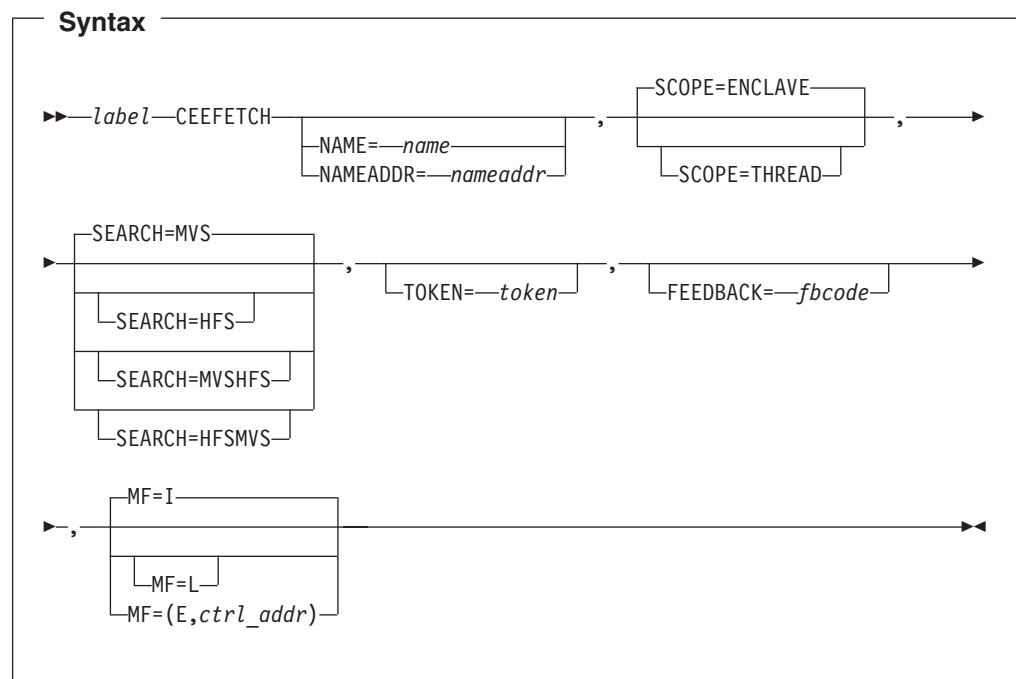 Syntax
SCOPE=ENCLAVE
label CEEFETCH , ,
NAME= name SCOPE=THREAD
NAMEADDR= nameaddr
SEARCH=MVS
, ,
SEARCH=HFS TOKEN= token FEEDBACK= fbcode
SEARCH=MVSHFS
SEARCH=HFSMVS
MF=I
,
MF=L
MF=(E,ctrl_addr)